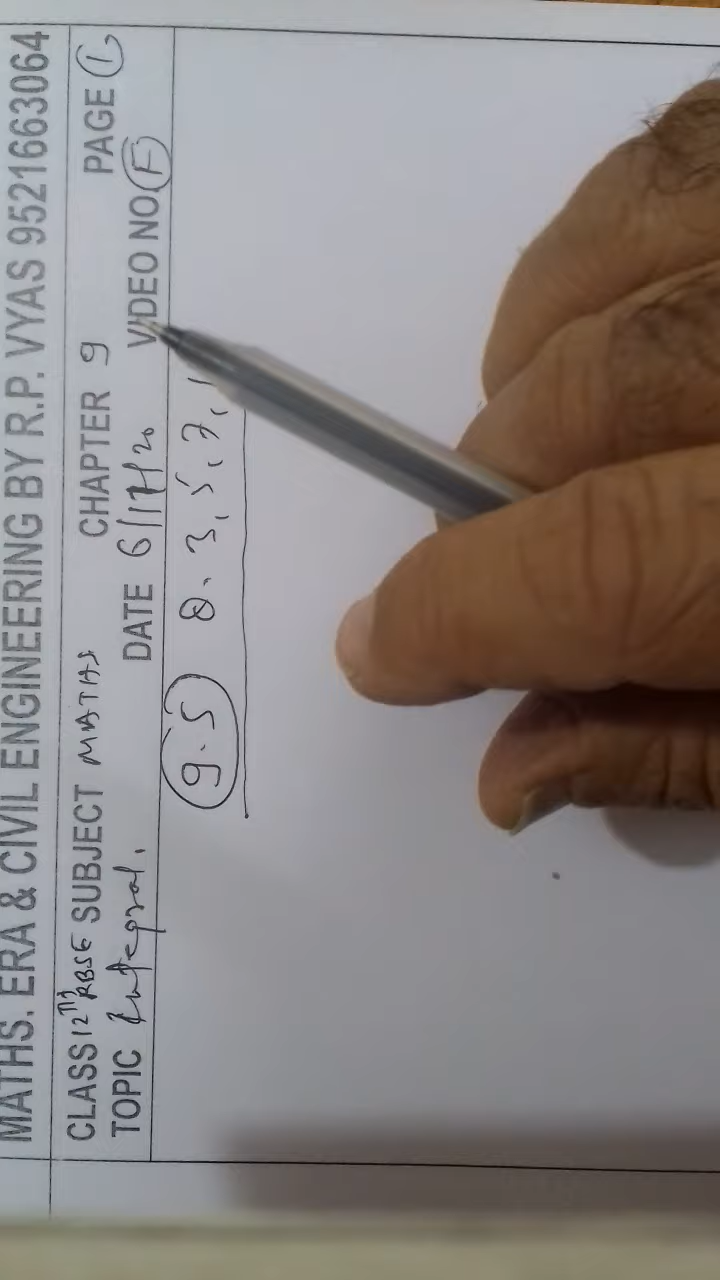 MATHS. ERA & CIVIL ENGINEERING BY R.P. VYAS 9521663064
CLASS 12TH RBSE SUBJECT MATHS CHAPTER 9 PAGE 1
TOPIC Integral. DATE 6/17/20 VIDEO NO. F
9.5 Q. 3, 5, 7,